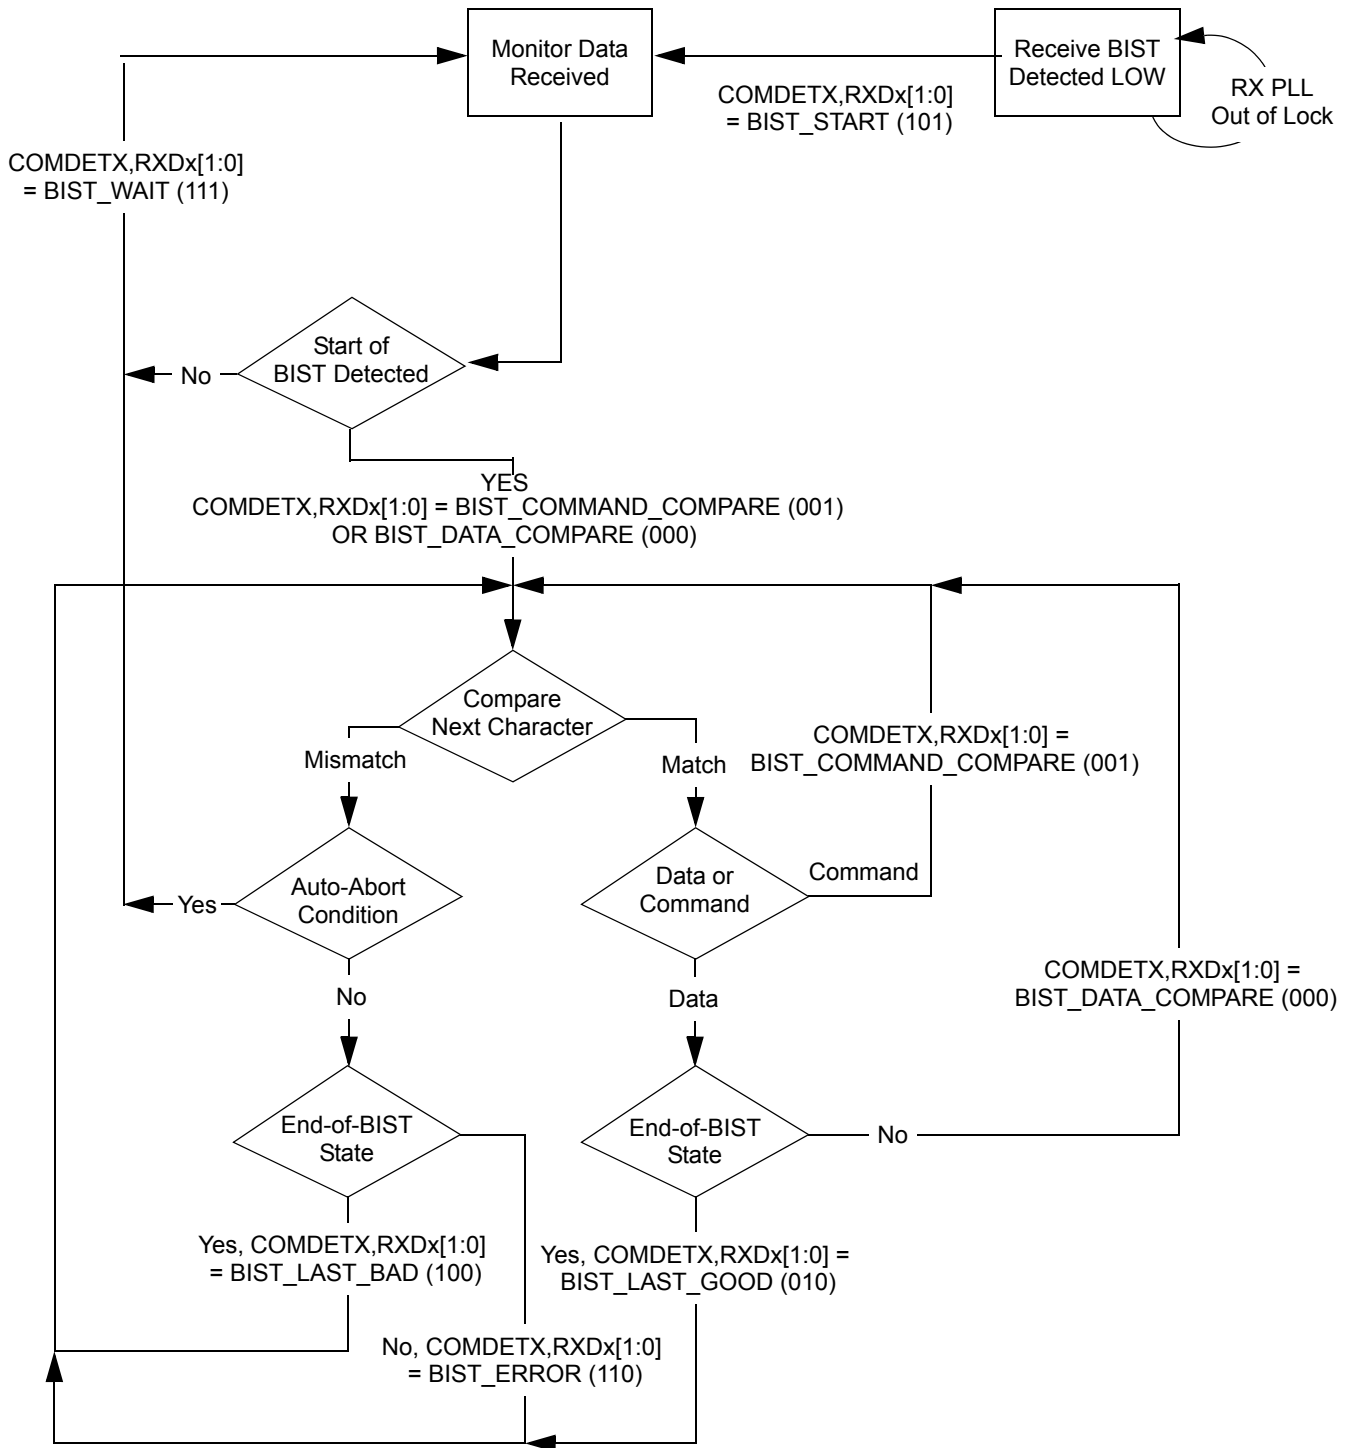 Monitor Data
Received
Receive BIST
Detected LOW
RX PLL
Out of Lock
COMDETX,RXDx[1:0]
= BIST_START (101)
COMDETX,RXDx[1:0]
= BIST_WAIT (111)
Start of
BIST Detected
No
YES
COMDETX,RXDx[1:0] = BIST_COMMAND_COMPARE (001)
OR BIST_DATA_COMPARE (000)
Compare
Next Character
Mismatch
Match
COMDETX,RXDx[1:0] =
BIST_COMMAND_COMPARE (001)
Auto-Abort
Condition
Yes
Data or
Command
Command
No
Data
COMDETX,RXDx[1:0] =
BIST_DATA_COMPARE (000)
End-of-BIST
State
End-of-BIST
State
No
Yes, COMDETX,RXDx[1:0]
= BIST_LAST_BAD (100)
Yes, COMDETX,RXDx[1:0] =
BIST_LAST_GOOD (010)
No, COMDETX,RXDx[1:0]
= BIST_ERROR (110)